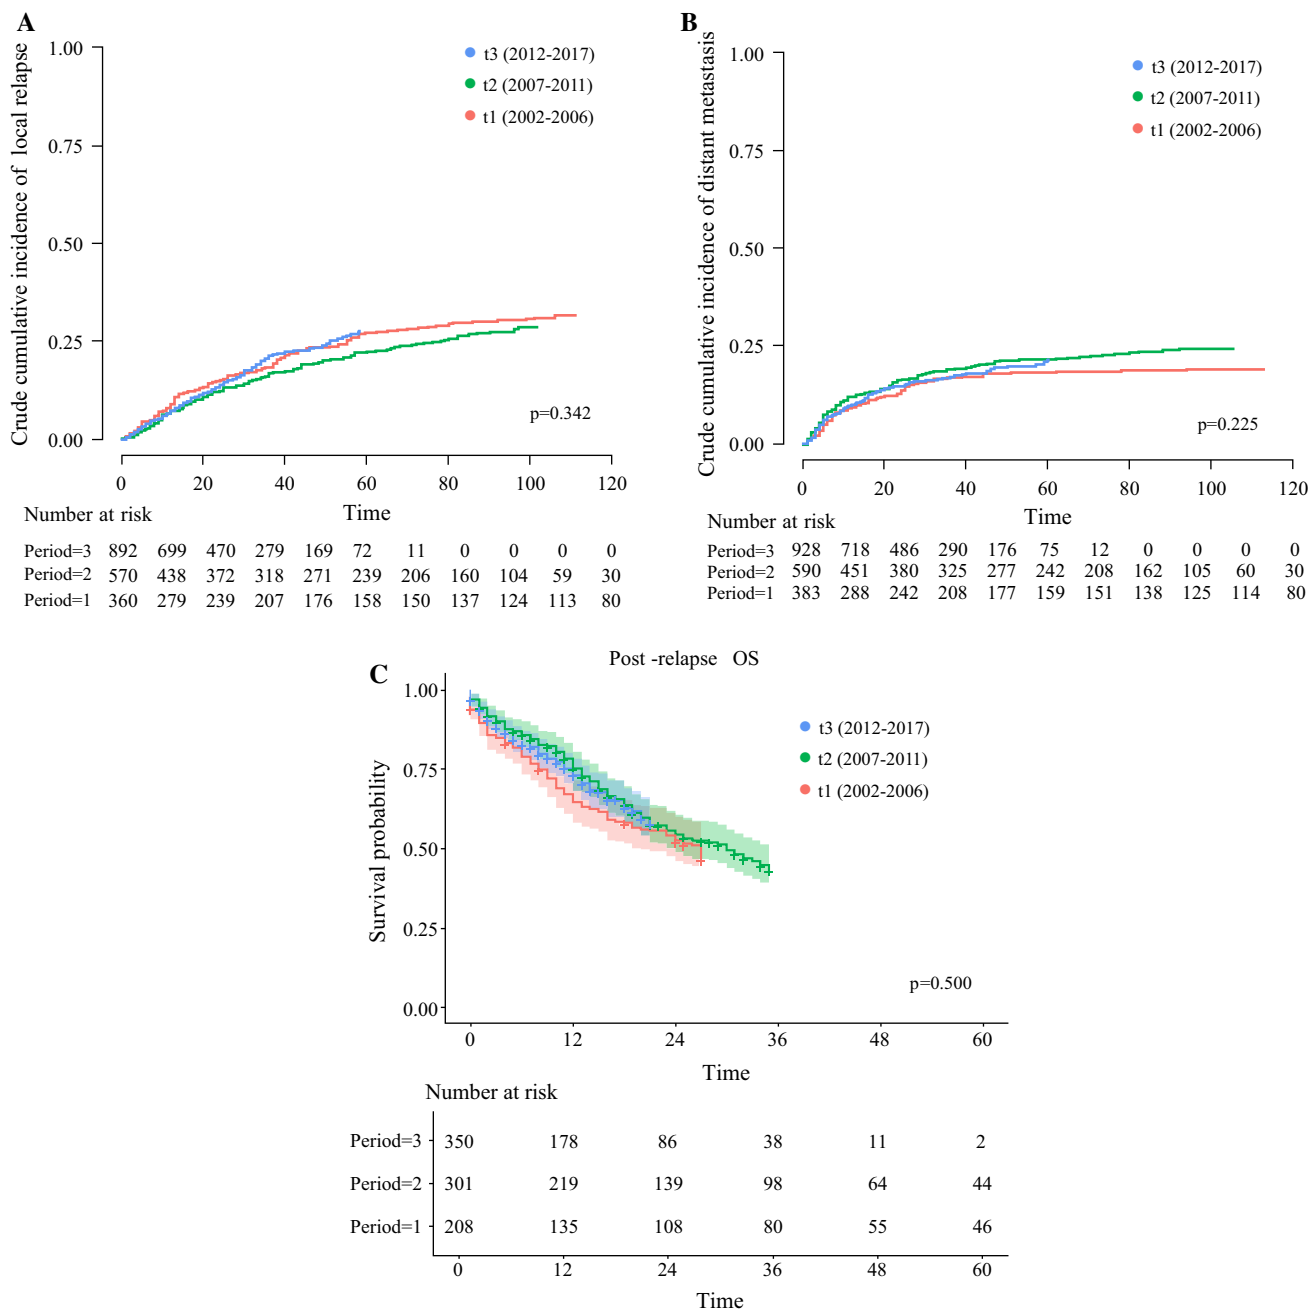 A
Crude cumulative incidence of local relapse
1.00
0.75
0.50
0.25
0.00
t3 (2012-2017)
t2 (2007-2011)
t1 (2002-2006)
p=0.342
0 20 40 60 80 100 120
Number at risk
Time
Period=3 892 699 470 279 169 72 11 0 0 0 0
Period=2 570 438 372 318 271 239 206 160 104 59 30
Period=1 360 279 239 207 176 158 150 137 124 113 80
B
Crude cumulative incidence of distant metastasis
1.00
0.75
0.50
0.25
0.00
t3 (2012-2017)
t2 (2007-2011)
t1 (2002-2006)
p=0.225
0 20 40 60 80 100 120
Number at risk
Time
Period=3 928 718 486 290 176 75 12 0 0 0 0
Period=2 590 451 380 325 277 242 208 162 105 60 30
Period=1 383 288 242 208 177 159 151 138 125 114 80
C
Post -relapse OS
Survival probability
1.00
0.75
0.50
0.25
0.00
t3 (2012-2017)
t2 (2007-2011)
t1 (2002-2006)
p=0.500
0 12 24 36 48 60
Time
Number at risk
Period=3 350 178 86 38 11 2
Period=2 301 219 139 98 64 44
Period=1 208 135 108 80 55 46
0 12 24 36 48 60
Time